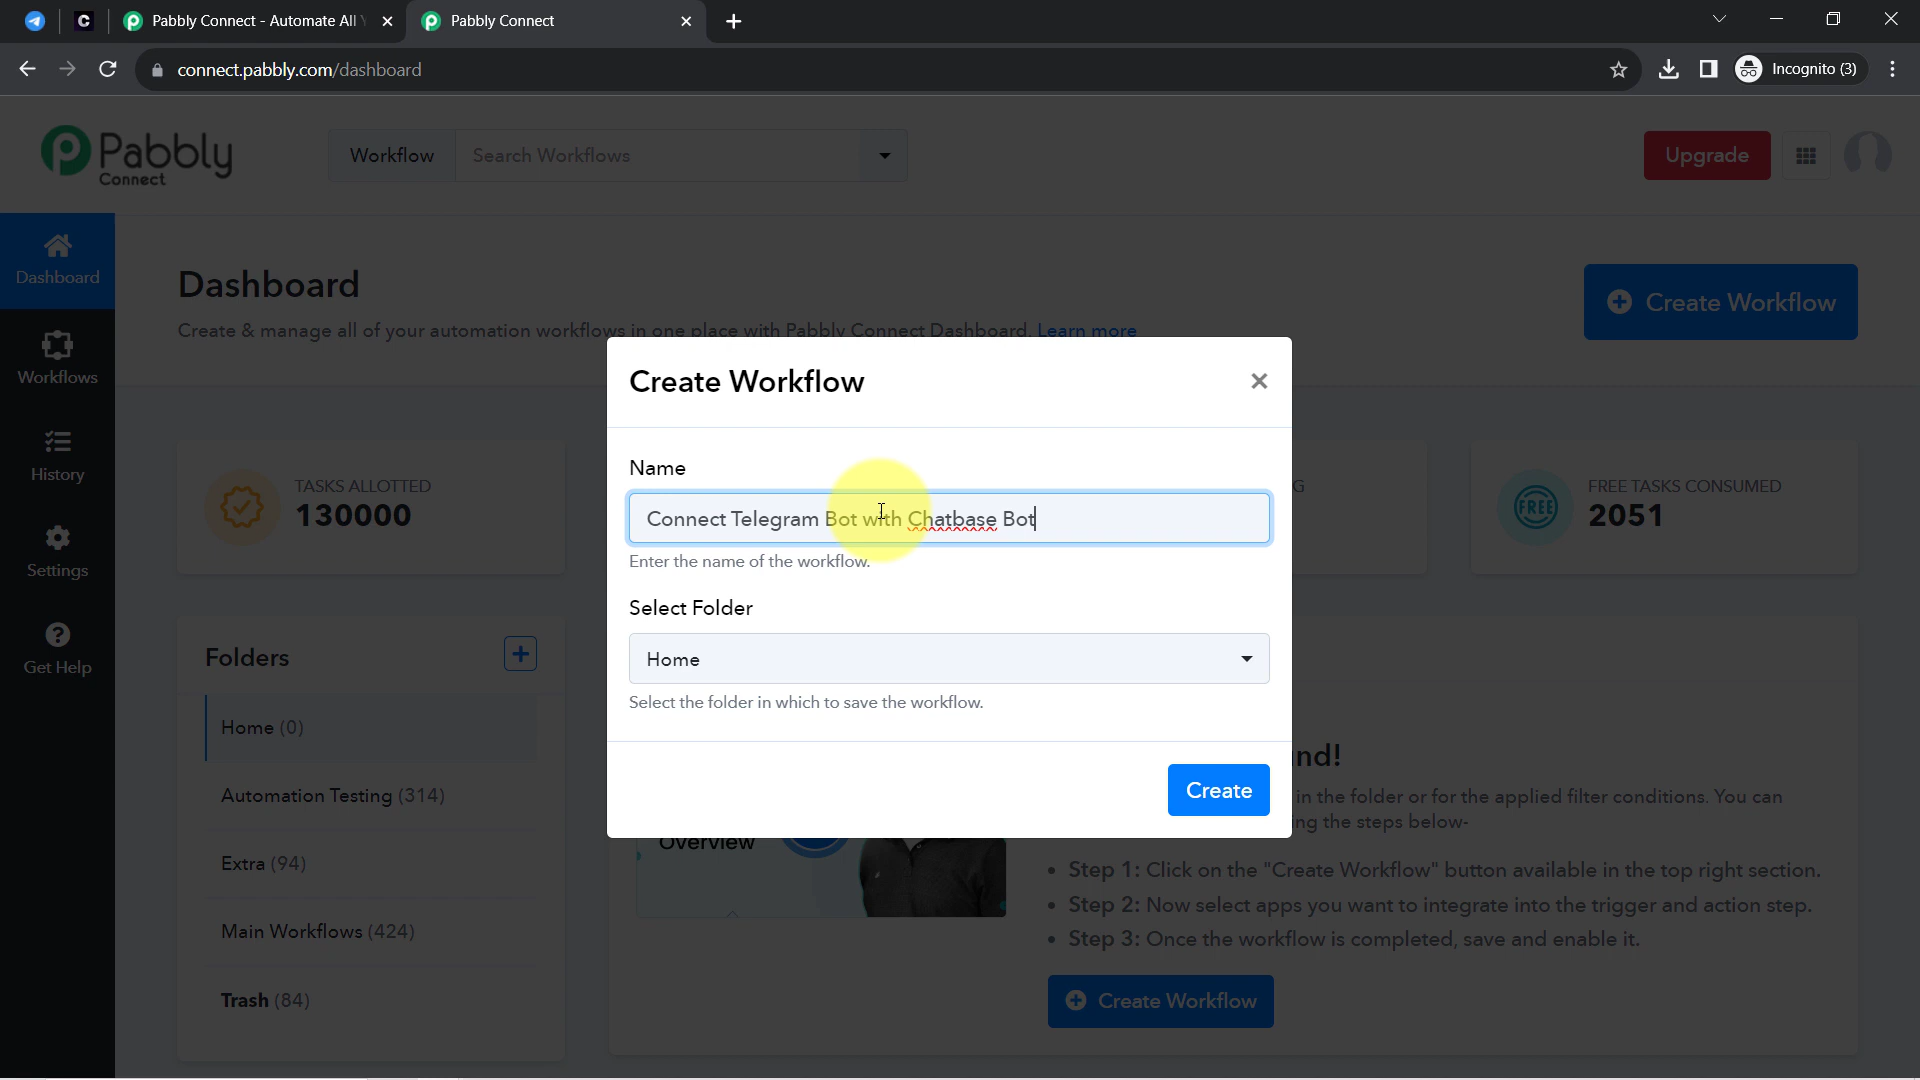 Pabbly Connect - Automate All
Pabbly Connect
connect.pabbly.com/dashboard
Incognito (3)
Pabbly
Connect
Workflow
Search Workflows
Upgrade
Dashboard
Workflows
History
Settings
Get Help
Dashboard
Create & manage all of your automation workflows in one place with Pabbly Connect Dashboard. Learn more
Create Workflow
TASKS ALLOTTED
130000
G
FREE TASKS CONSUMED
2051
FREE
Create Workflow
Name
Connect Telegram Bot with Chatbase Bot
Enter the name of the workflow.
Select Folder
Home
Select the folder in which to save the workflow.
Create
Folders
Home (0)
Automation Testing (314)
Extra (94)
Main Workflows (424)
Trash (84)
Overview
nd!
in the folder or for the applied filter conditions. You can
ing the steps below-
• Step 1: Click on the "Create Workflow" button available in the top right section.
• Step 2: Now select apps you want to integrate into the trigger and action step.
• Step 3: Once the workflow is completed, save and enable it.
Create Workflow